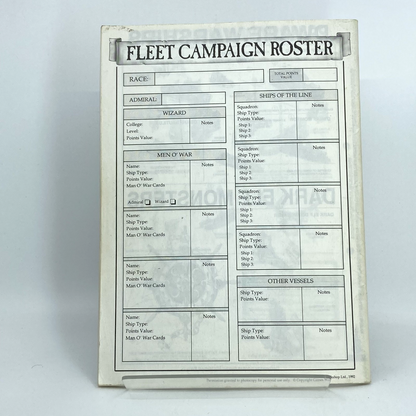 FLEET CAMPAIGN ROSTER
RACE:
TOTAL POINTS
VALUE
ADMIRAL:
WIZARD
College:
Notes
Level:
Points Value:
MEN O' WAR
Name:
Notes
Ship Type:
Points Value:
Man O' War Cards
Admiral
Wizard
Name:
Notes
Ship Type:
Points Value:
Man O' War Cards
Name:
Notes
Ship Type:
Points Value:
Man O' War Cards
Name:
Notes
Ship Type:
Points Value:
Man O' War Cards
SHIPS OF THE LINE
Squadron:
Notes
Ship Type:
Points Value:
Ship 1:
Ship 2:
Ship 3:
Squadron:
Notes
Ship Type:
Points Value:
Ship 1:
Ship 2:
Ship 3:
Squadron:
Notes
Ship Type:
Points Value:
Ship 1:
Ship 2:
Ship 3:
Squadron:
Notes
Ship Type:
Points Value:
Ship 1:
Ship 2:
Ship 3:
OTHER VESSELS
Ship Type:
Notes
Points Value:
Ship Type:
Notes
Points Value: